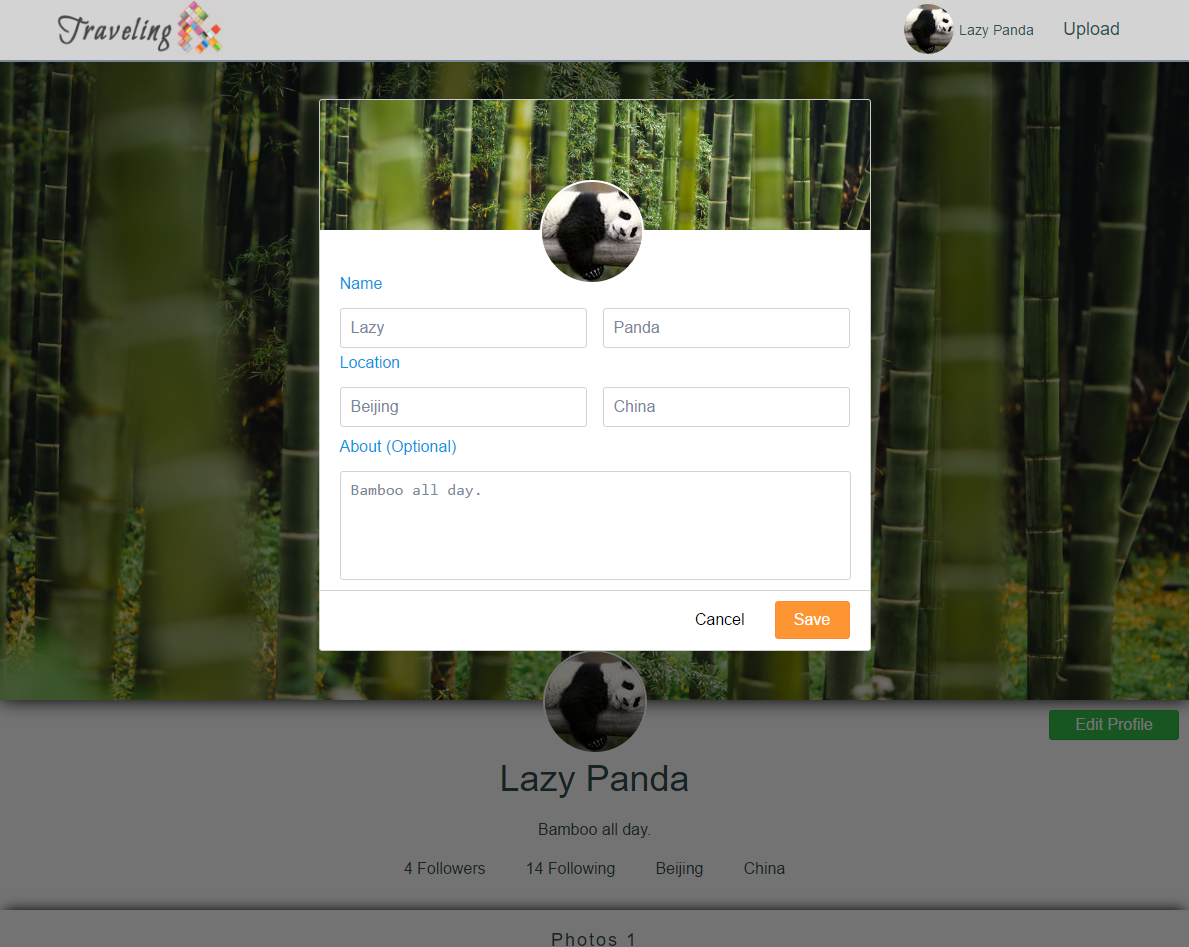 Traveling
Lazy Panda
Upload
Name
Lazy
Panda
Location
Beijing
China
About (Optional)
Bamboo all day.
Cancel
Save
Edit Profile
Lazy Panda
Bamboo all day.
4 Followers
14 Following
Beijing
China
Photos 1